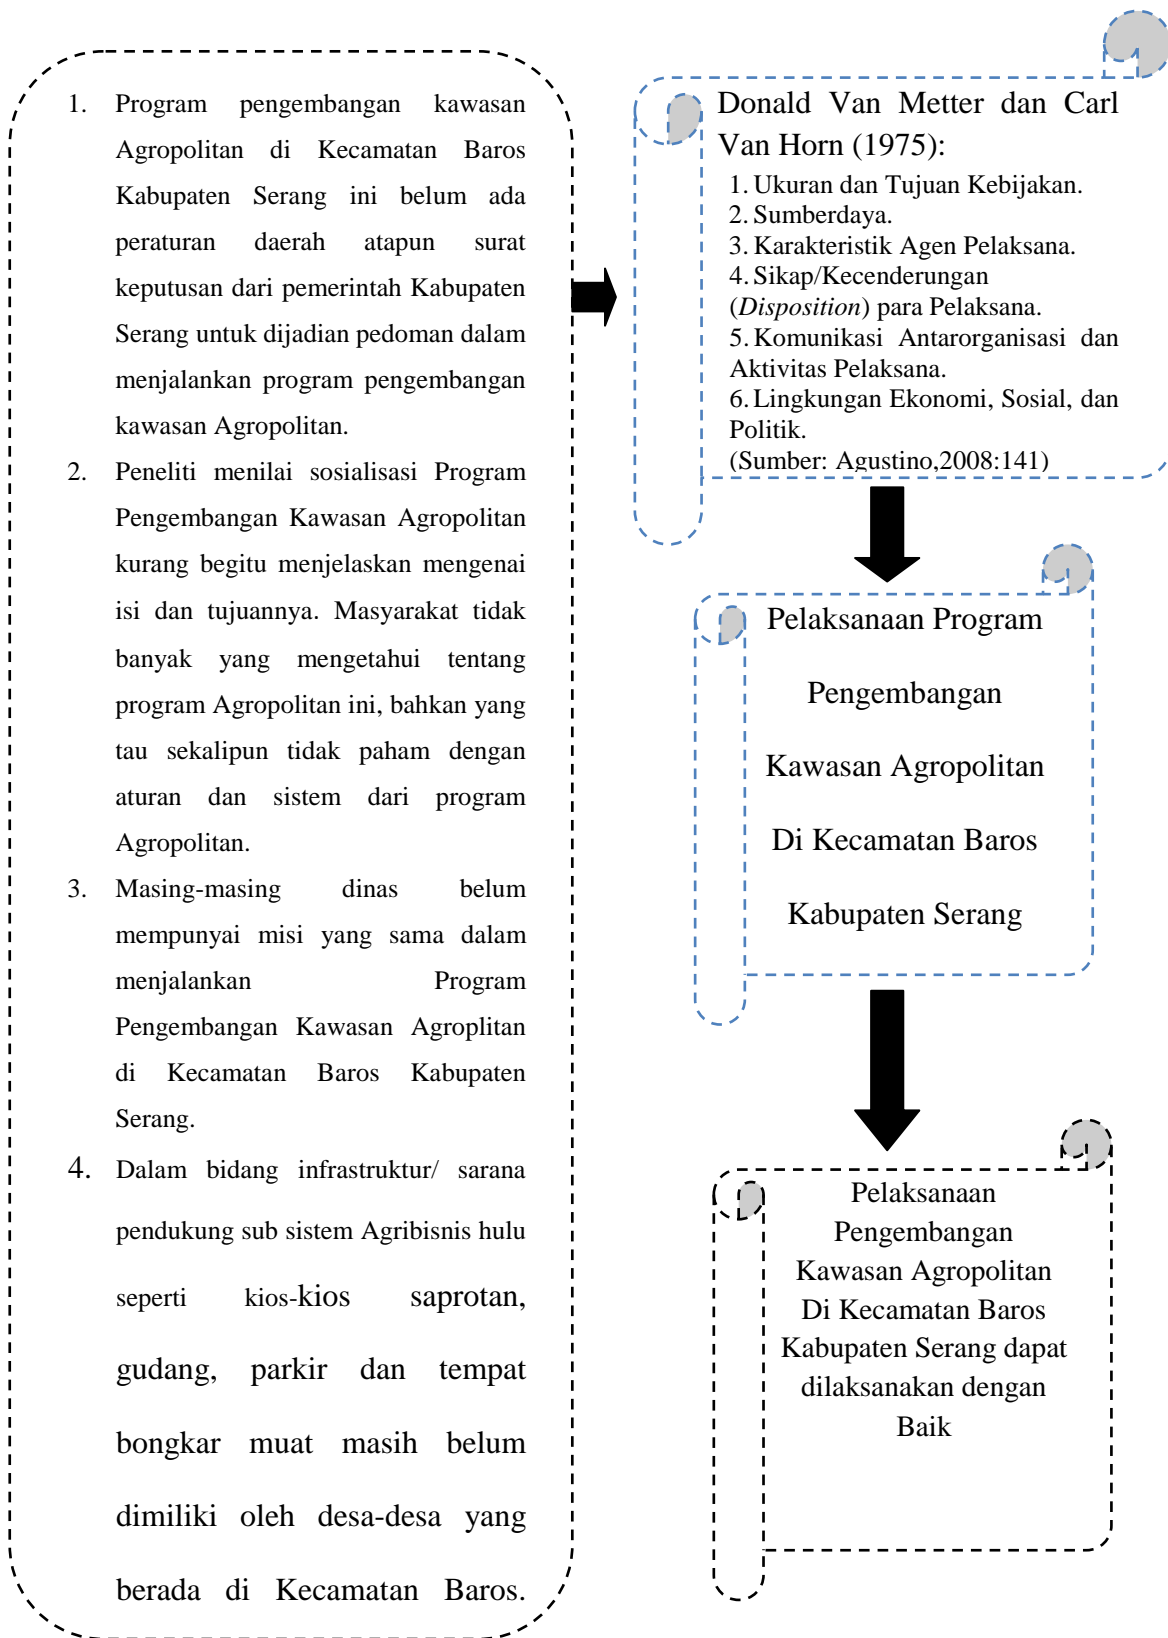 1. Program pengembangan kawasan
Agropolitan di Kecamatan Baros
Kabupaten Serang ini belum ada
peraturan daerah atapun surat
keputusan dari pemerintah Kabupaten
Serang untuk dijadian pedoman dalam
menjalankan program pengembangan
kawasan Agropolitan.
2. Peneliti menilai sosialisasi Program
Pengembangan Kawasan Agropolitan
kurang begitu menjelaskan mengenai
isi dan tujuannya. Masyarakat tidak
banyak yang mengetahui tentang
program Agropolitan ini, bahkan yang
tau sekalipun tidak paham dengan
aturan dan sistem dari program
Agropolitan.
3. Masing-masing dinas belum
mempunyai misi yang sama dalam
menjalankan Program
Pengembangan Kawasan Agroplitan
di Kecamatan Baros Kabupaten
Serang.
4. Dalam bidang infrastruktur/ sarana
pendukung sub sistem Agribisnis hulu
seperti kios-kios saprotan,
gudang, parkir dan tempat
bongkar muat masih belum
dimiliki oleh desa-desa yang
berada di Kecamatan Baros.
Donald Van Metter dan Carl
Van Horn (1975):
1. Ukuran dan Tujuan Kebijakan.
2. Sumberdaya.
3. Karakteristik Agen Pelaksana.
4. Sikap/Kecenderungan
(Disposition) para Pelaksana.
5. Komunikasi Antarorganisasi dan
Aktivitas Pelaksana.
6. Lingkungan Ekonomi, Sosial, dan
Politik.
(Sumber: Agustino,2008:141)
Pelaksanaan Program
Pengembangan
Kawasan Agropolitan
Di Kecamatan Baros
Kabupaten Serang
Pelaksanaan
Pengembangan
Kawasan Agropolitan
Di Kecamatan Baros
Kabupaten Serang dapat
dilaksanakan dengan
Baik